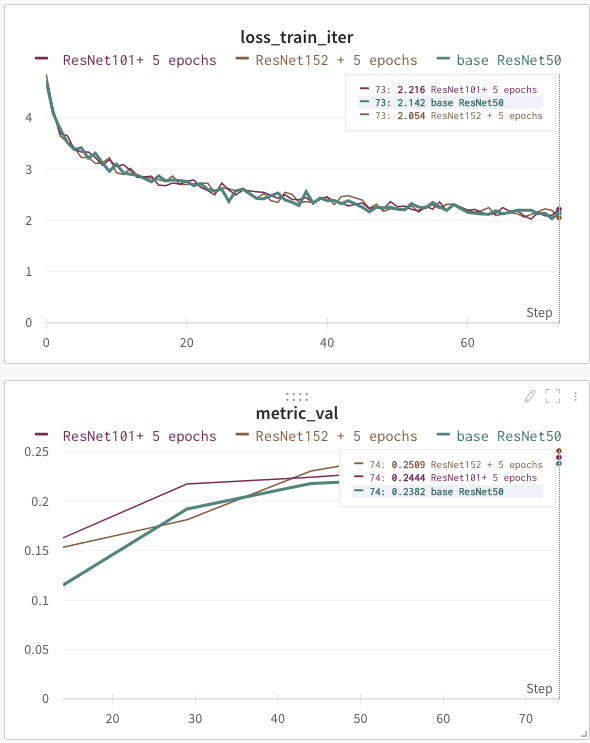 loss_train_iter
ResNet101+ 5 epochs ResNet152 + 5 epochs base ResNet50
73: 2.216 ResNet101+ 5 epochs
73: 2.142 base ResNet50
73: 2.054 ResNet152 + 5 epochs
4
3
2
1
0
Step
0 20 40 60
metric_val
ResNet101+ 5 epochs ResNet152 + 5 epochs base ResNet50
0.25
74: 0.2509 ResNet152 + 5 epochs
74: 0.2444 ResNet101+ 5 epochs
74: 0.2382 base ResNet50
0.2
0.15
0.1
0.05
0
Step
20 30 40 50 60 70